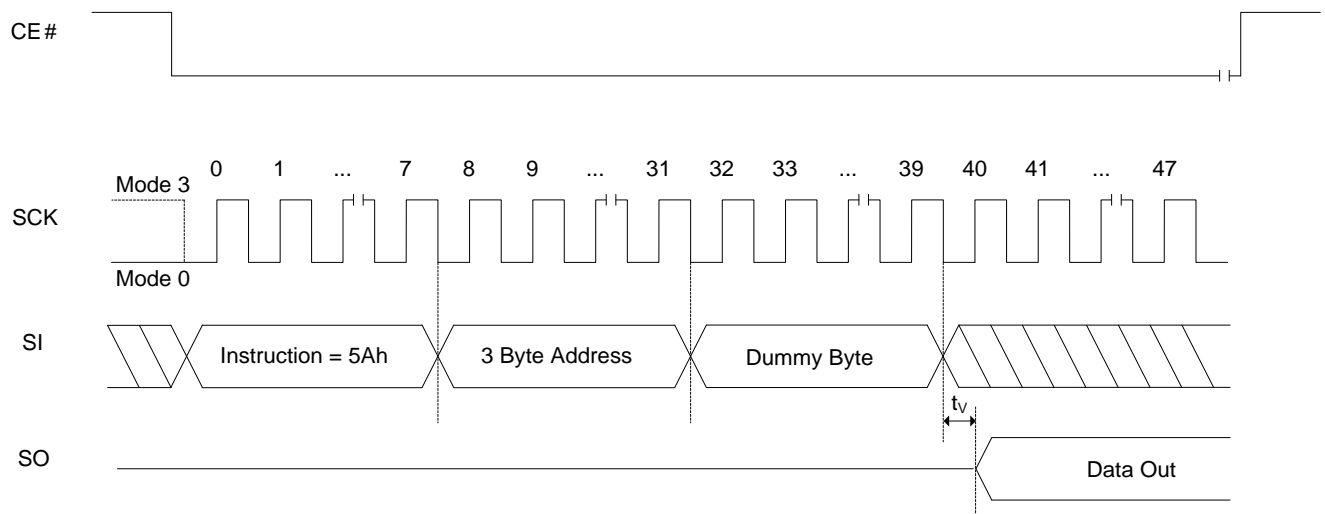 CE#
0 1 ... 7 8 9 ... 31 32 33 ... 39 40 41 ... 47
Mode 3
SCK
Mode 0
SI
Instruction = 5Ah
3 Byte Address
Dummy Byte
tV
SO
Data Out